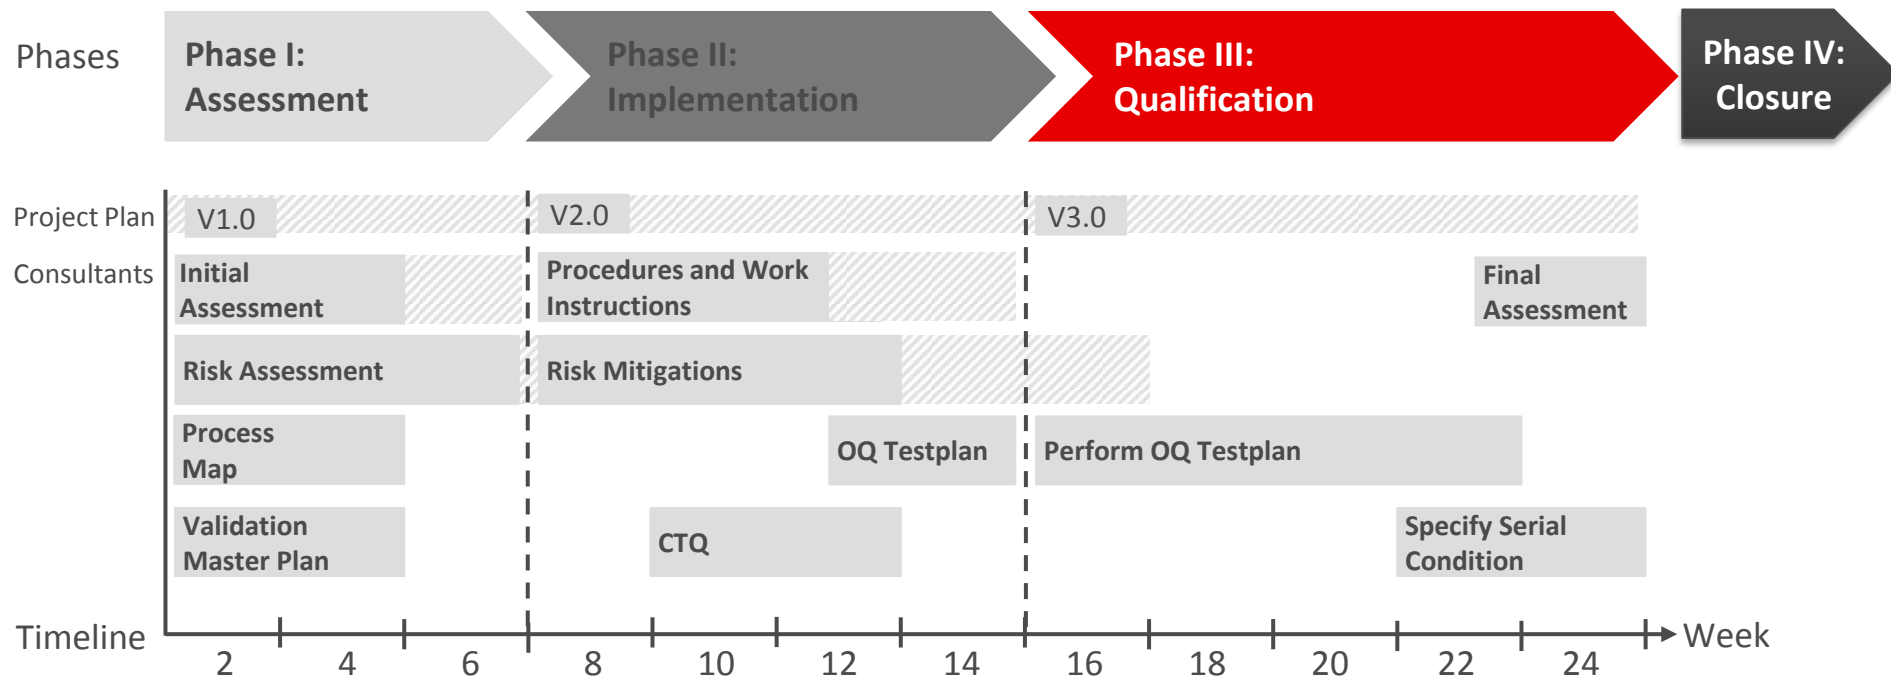 Phases
Phase I:
Assessment
Phase II:
Implementation
Phase III:
Qualification
Phase IV:
Closure
Project Plan
V1.0
V2.0
V3.0
Consultants
Initial
Assessment
Procedures and Work
Instructions
Final
Assessment
Risk Assessment
Risk Mitigations
Process
Map
OQ Testplan
Perform OQ Testplan
Validation
Master Plan
CTQ
Specify Serial
Condition
Timeline
Week
2
4
6
8
10
12
14
16
18
20
22
24